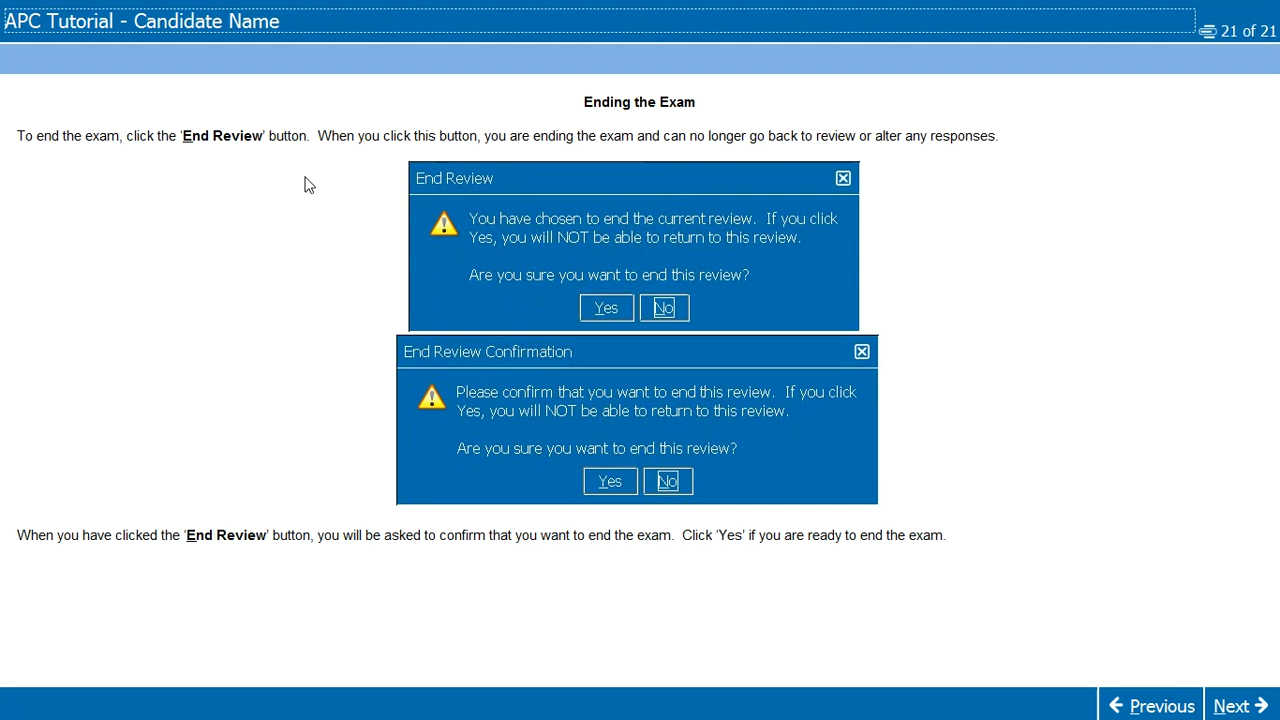 APC Tutorial - Candidate Name
21 of 21
Ending the Exam
To end the exam, click the ‘End Review’ button.  When you click this button, you are ending the exam and can no longer go back to review or alter any responses.
End Review
You have chosen to end the current review.  If you click
Yes, you will NOT be able to return to this review.
Are you sure you want to end this review?
Yes No
End Review Confirmation
Please confirm that you want to end this review.  If you click
Yes, you will NOT be able to return to this review.
Are you sure you want to end this review?
Yes No
When you have clicked the ‘End Review’ button, you will be asked to confirm that you want to end the exam.  Click ‘Yes’ if you are ready to end the exam.
Previous Next